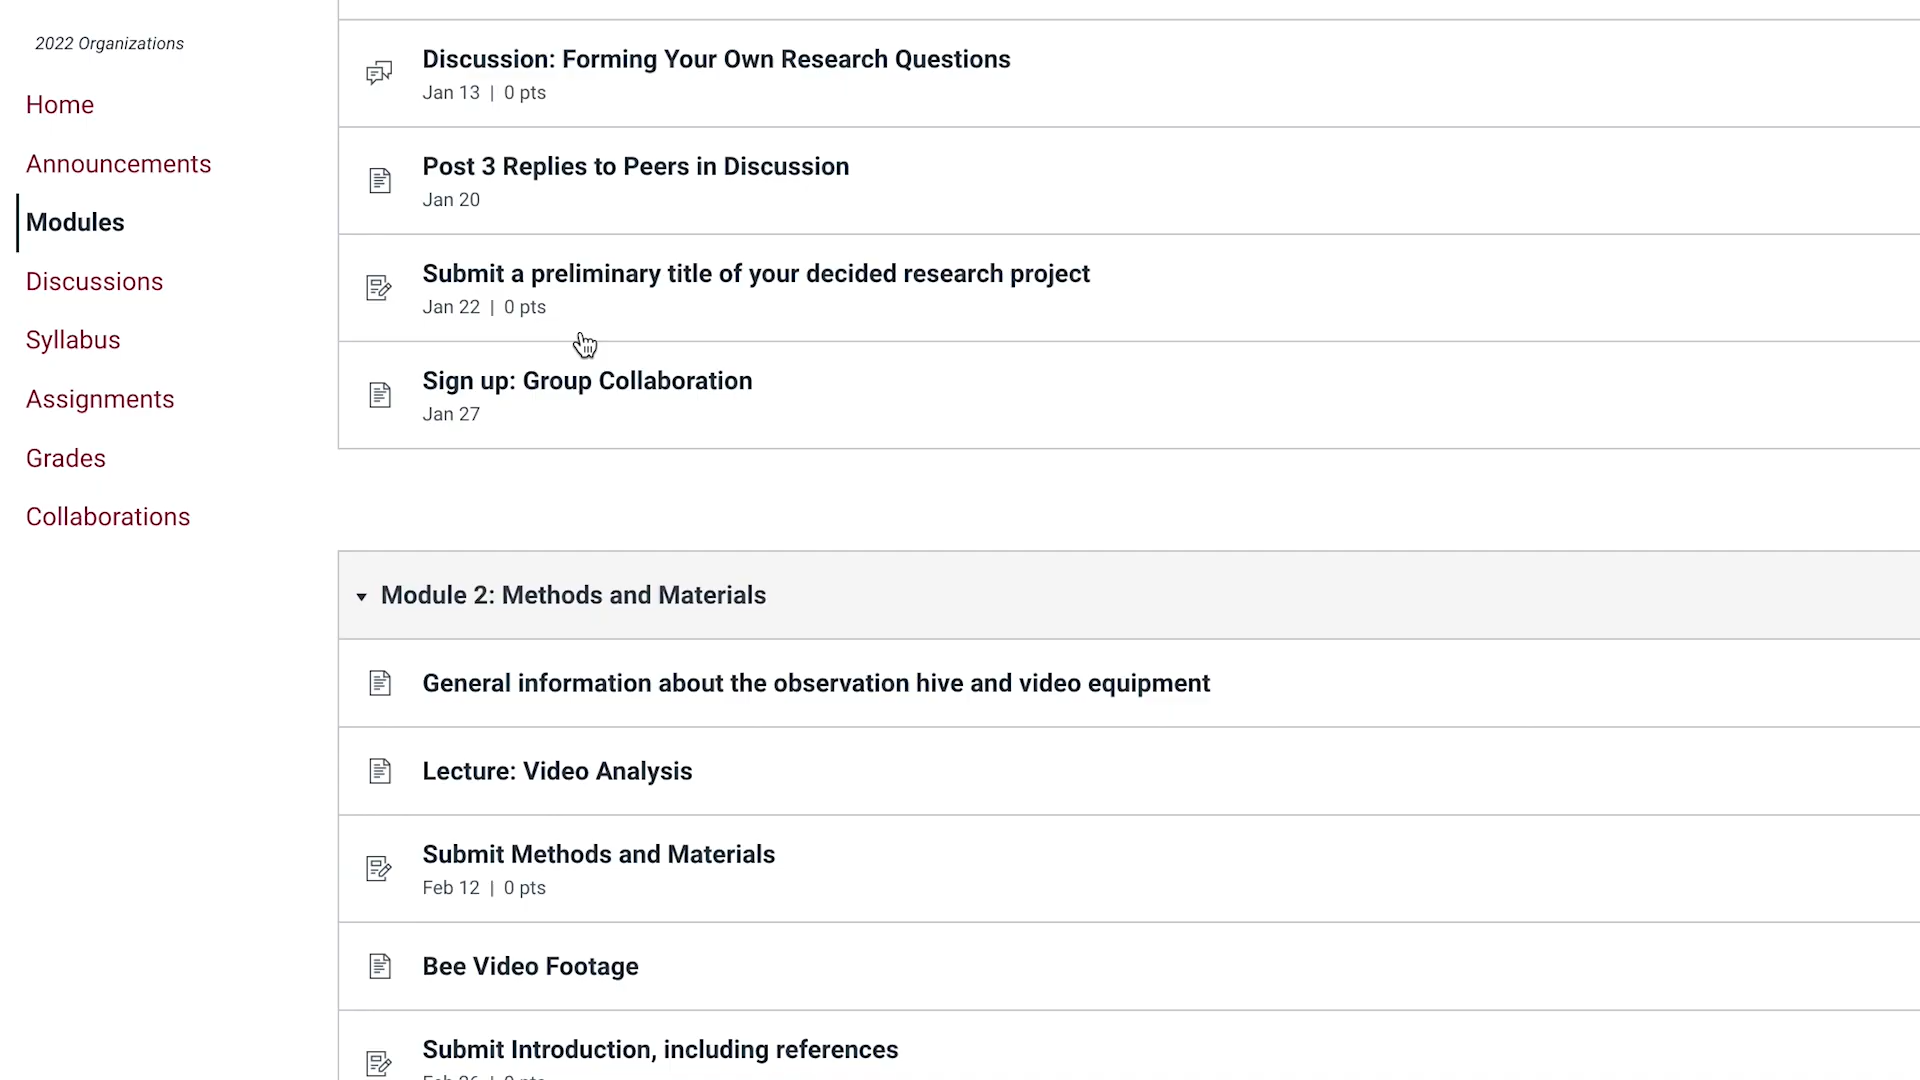 2022 Organizations
Home
Announcements
Modules
Discussions
Syllabus
Assignments
Grades
Collaborations
Discussion: Forming Your Own Research Questions
Jan 13 | 0 pts
Post 3 Replies to Peers in Discussion
Jan 20
Submit a preliminary title of your decided research project
Jan 22 | 0 pts
Sign up: Group Collaboration
Jan 27
Module 2: Methods and Materials
General information about the observation hive and video equipment
Lecture: Video Analysis
Submit Methods and Materials
Feb 12 | 0 pts
Bee Video Footage
Submit Introduction, including references